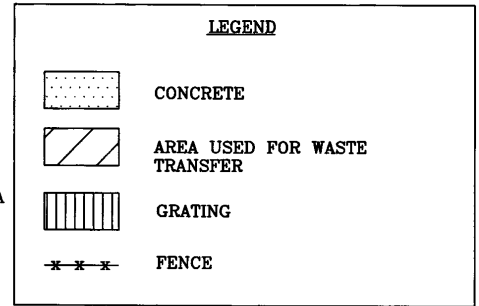 LEGEND
CONCRETE
AREA USED FOR WASTE
TRANSFER
A
GRATING
x x x FENCE